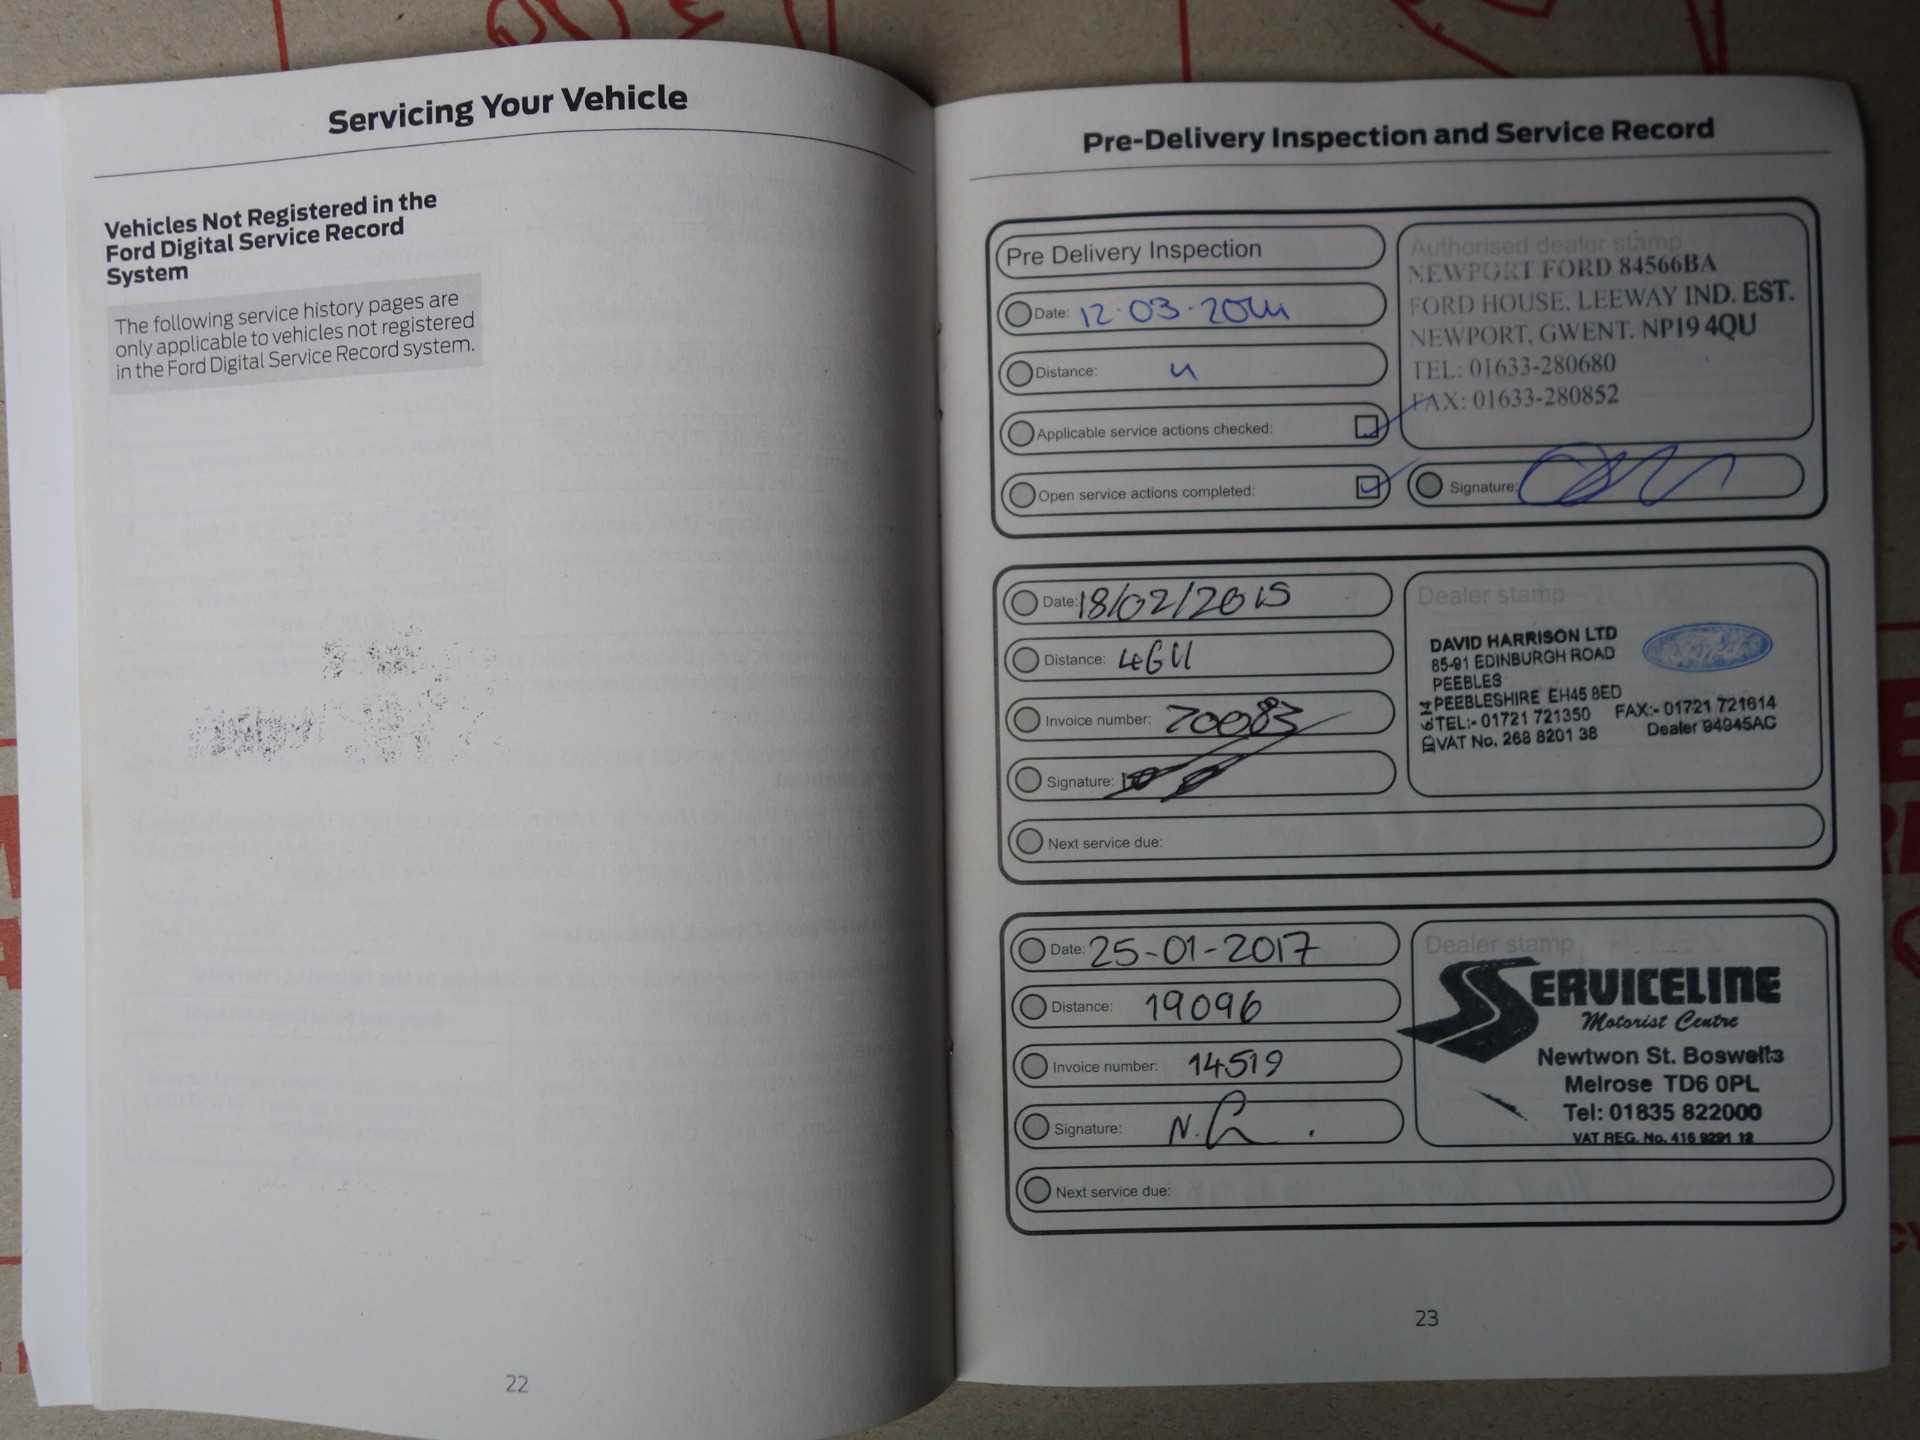 Servicing Your Vehicle
Vehicles Not Registered in the
Ford Digital Service Record
System
The following service history pages are
only applicable to vehicles not registered
in the Ford Digital Service Record system.
22
Pre-Delivery Inspection and Service Record
Pre Delivery Inspection
Date: 12.03.2014
Distance: 4
Applicable service actions checked:
Open service actions completed:
Authorised dealer stamp
NEWPORT FORD 84566BA
FORD HOUSE, LEEWAY IND. EST.
NEWPORT, GWENT. NP19 4QU
TEL: 01633-280680
FAX: 01633-280852
Signature:
Date: 18/02/2015
Distance:
Invoice number: 20083
Signature:
Next service due:
Dealer stamp
DAVID HARRISON LTD
85-91 EDINBURGH ROAD
PEEBLES
PEEBLESHIRE EH45 8ED
TEL:- 01721 721350 FAX:- 01721 721614
VAT No. 268 8201 38 Dealer 94945AC
Date: 25-01-2017
Distance: 19096
Invoice number: 14519
Signature:
Next service due:
Dealer stamp
SERVICELINE
Motorist Centre
Newtwon St. Boswells
Melrose TD6 0PL
Tel: 01835 822000
VAT REG. No. 416 9291 12
23